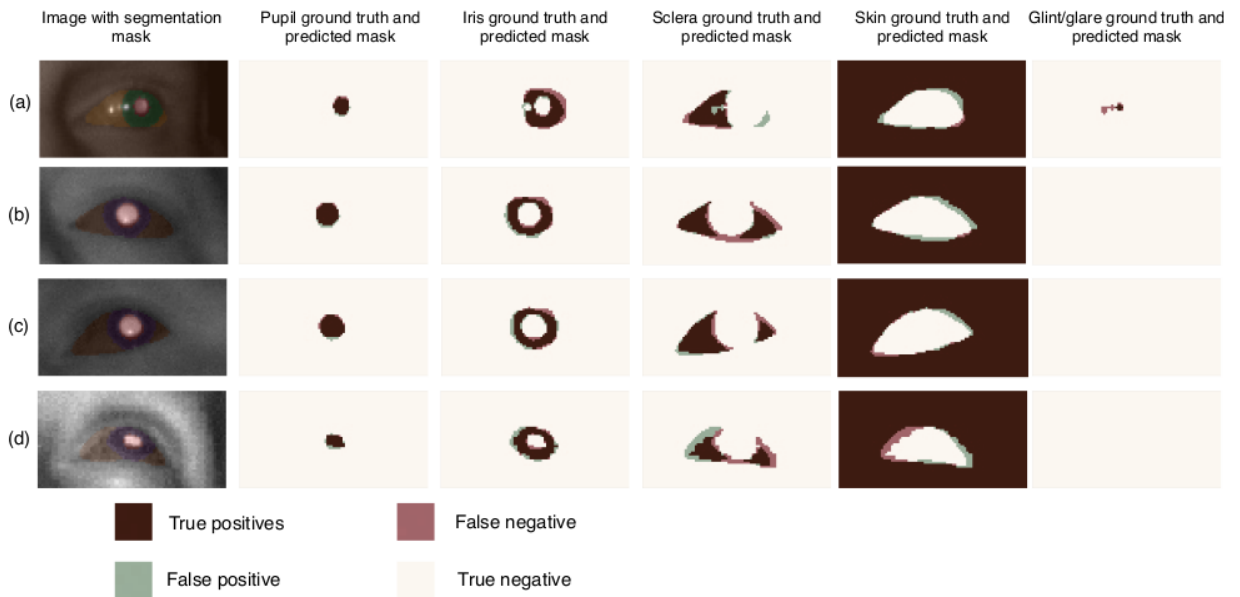 Image with segmentation
mask
Pupil ground truth and
predicted mask
Iris ground truth and
predicted mask
Sclera ground truth and
predicted mask
Skin ground truth and
predicted mask
Glint/glare ground truth and
predicted mask
(a)
(b)
(c)
(d)
True positives
False negative
False positive
True negative